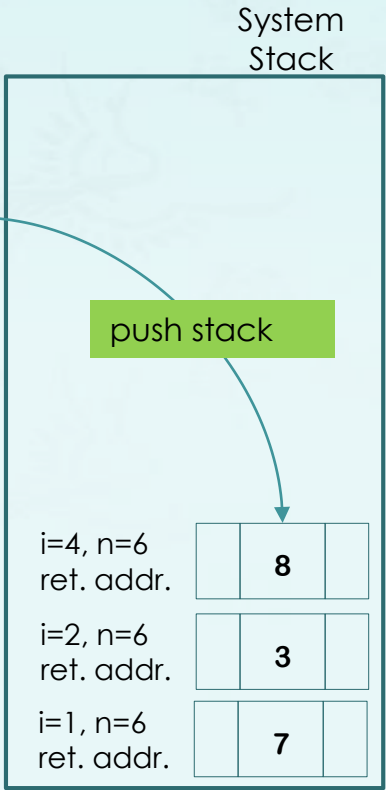 System
Stack
push stack
i=4, n=6
ret. addr.
8
i=2, n=6
ret. addr.
3
i=1, n=6
ret. addr.
7